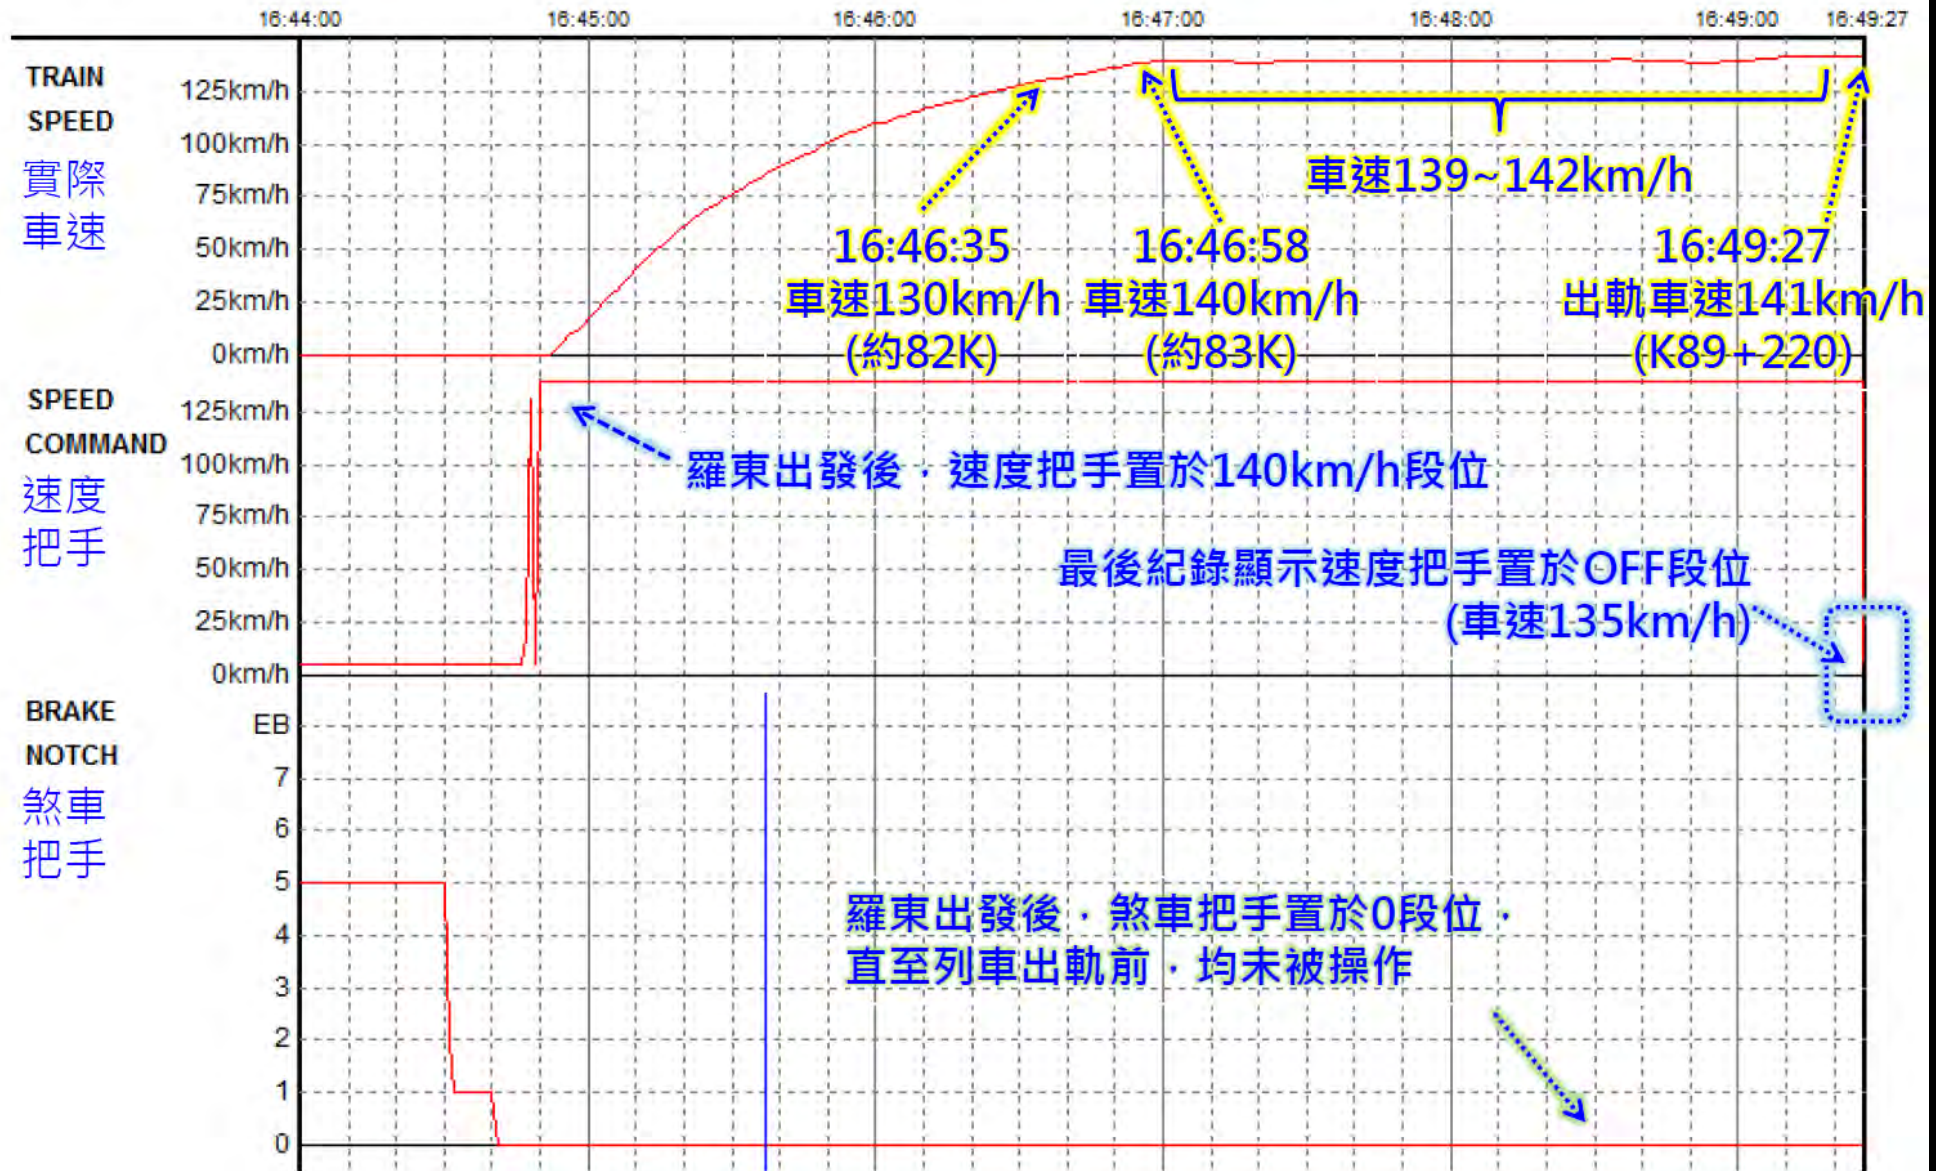 16:44:00 16:45:00 16:46:00 16:47:00 16:48:00 16:49:00 16:49:27
TRAIN
SPEED
實際
車速
125km/h
100km/h
75km/h
50km/h
25km/h
0km/h
車速139~142km/h
16:46:35
車速130km/h
(約82K)
16:46:58
車速140km/h
(約83K)
16:49:27
出軌車速141km/h
(K89+220)
SPEED
COMMAND
速度
把手
125km/h
100km/h
75km/h
50km/h
25km/h
0km/h
羅東出發後，速度把手置於140km/h段位
最後紀錄顯示速度把手置於OFF段位
(車速135km/h)
BRAKE
NOTCH
煞車
把手
EB
7
6
5
4
3
2
1
0
羅東出發後，煞車把手置於0段位，
直至列車出軌前，均未被操作